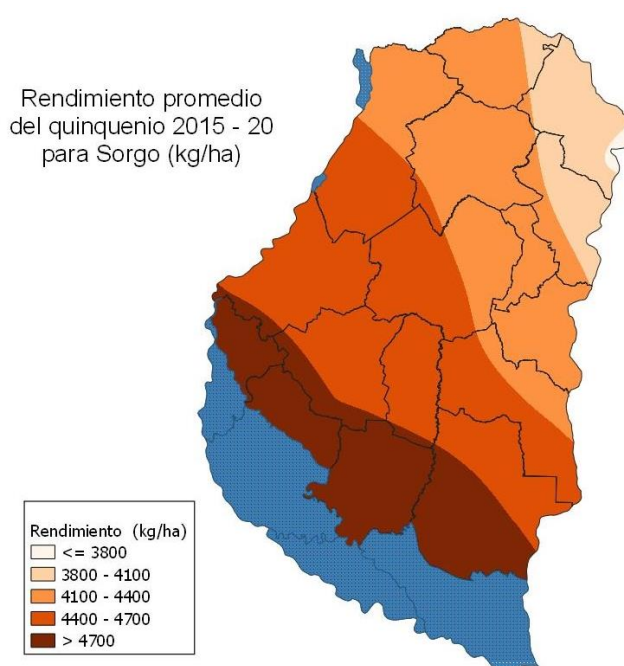 Rendimiento promedio
del quinquenio 2015 - 20
para Sorgo (kg/ha)
Rendimiento (kg/ha)
<= 3800
3800 - 4100
4100 - 4400
4400 - 4700
> 4700